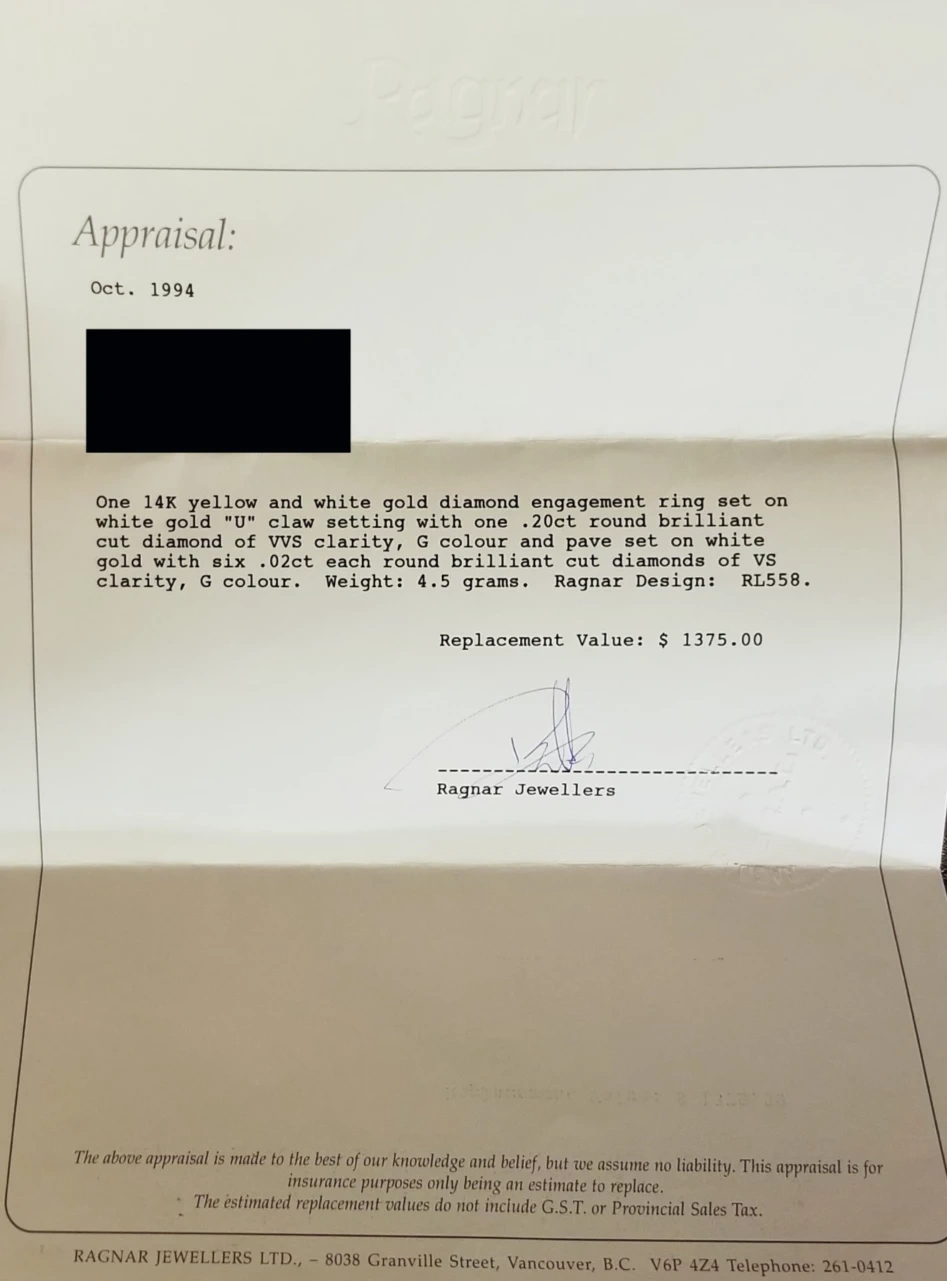 Ragnar
Appraisal:
Oct. 1994
One 14K yellow and white gold diamond engagement ring set on
white gold "U" claw setting with one .20ct round brilliant
cut diamond of VVS clarity, G colour and pave set on white
gold with six .02ct each round brilliant cut diamonds of VS
clarity, G colour.  Weight: 4.5 grams.  Ragnar Design:  RL558.
Replacement Value: $ 1375.00
Ragnar Jewellers
LTD
The above appraisal is made to the best of our knowledge and belief, but we assume no liability. This appraisal is for
insurance purposes only being an estimate to replace.
The estimated replacement values do not include G.S.T. or Provincial Sales Tax.
RAGNAR JEWELLERS LTD., – 8038 Granville Street, Vancouver, B.C.  V6P 4Z4 Telephone: 261-0412